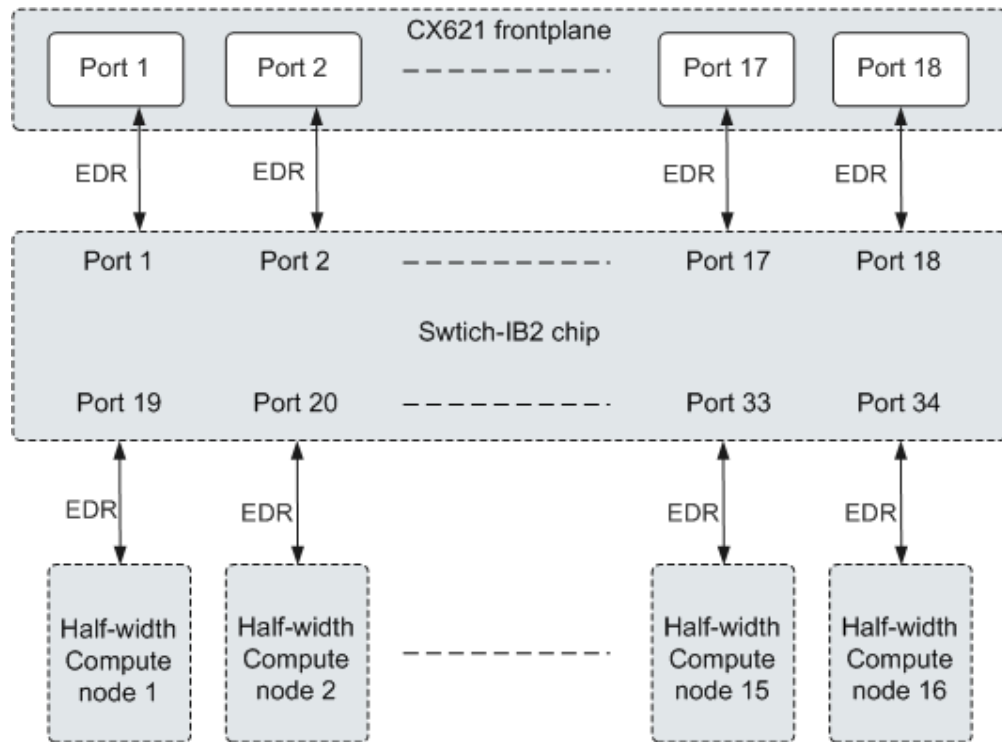 CX621 frontplane
Port 1 Port 2 Port 17 Port 18
EDR EDR EDR EDR
Port 1 Port 2 Port 17 Port 18
Swtich-IB2 chip
Port 19 Port 20 Port 33 Port 34
EDR EDR EDR EDR
Half-width
Compute
node 1
Half-width
Compute
node 2
Half-width
Compute
node 15
Half-width
Compute
node 16